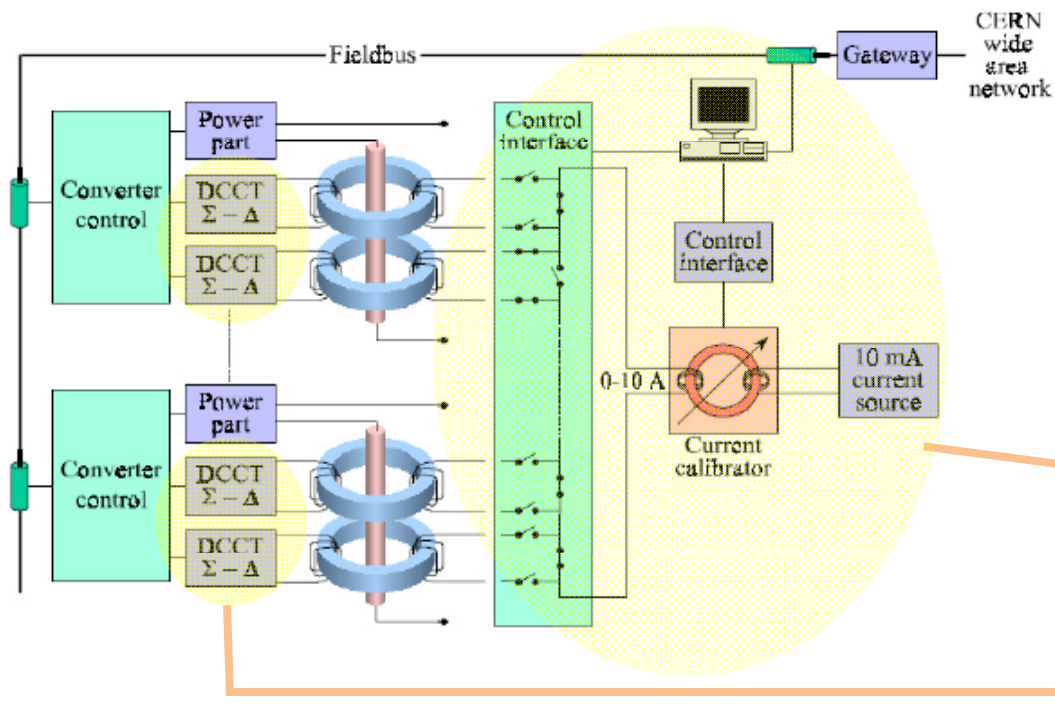 CERN
wide
area
network
Fieldbus
Gateway
Power
part
Control
interface
Converter
control
DCCT
Σ – Δ
DCCT
Σ – Δ
Control
interface
0-10 A
10 mA
current
source
Current
calibrator
Power
part
Converter
control
DCCT
Σ – Δ
DCCT
Σ – Δ